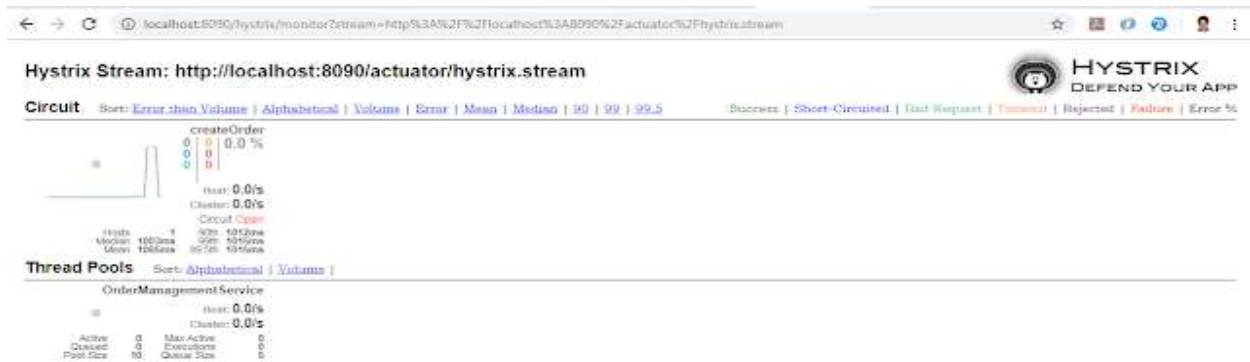 localhost:8090/hystrix/monitor?stream=http%3A%2F%2Flocalhost%3A8090%2Factuator%2Fhystrix.stream
Hystrix Stream: http://localhost:8090/actuator/hystrix.stream
HYSTRIX
DEFEND YOUR APP
Circuit Sort: Error then Volume | Alphabetical | Volume | Error | Mean | Median | 90 | 99 | 99.5
Success | Short-Circuited | Bad Request | Timeout | Rejected | Failure | Error %
createOrder
0 0 0.0 %
0 0
0 0
Host: 0.0/s
Cluster: 0.0/s
Circuit Open
Hosts 1 90th 1012ms
Median 1003ms 99th
Mean 99.5th
Thread Pools Sort: Alphabetical | Volume |
OrderManagementService
Host: 0.0/s
Cluster: 0.0/s
Active 0 Max Active 0
Queued 0 Executions 0
Pool Size 10 Queue Size 5